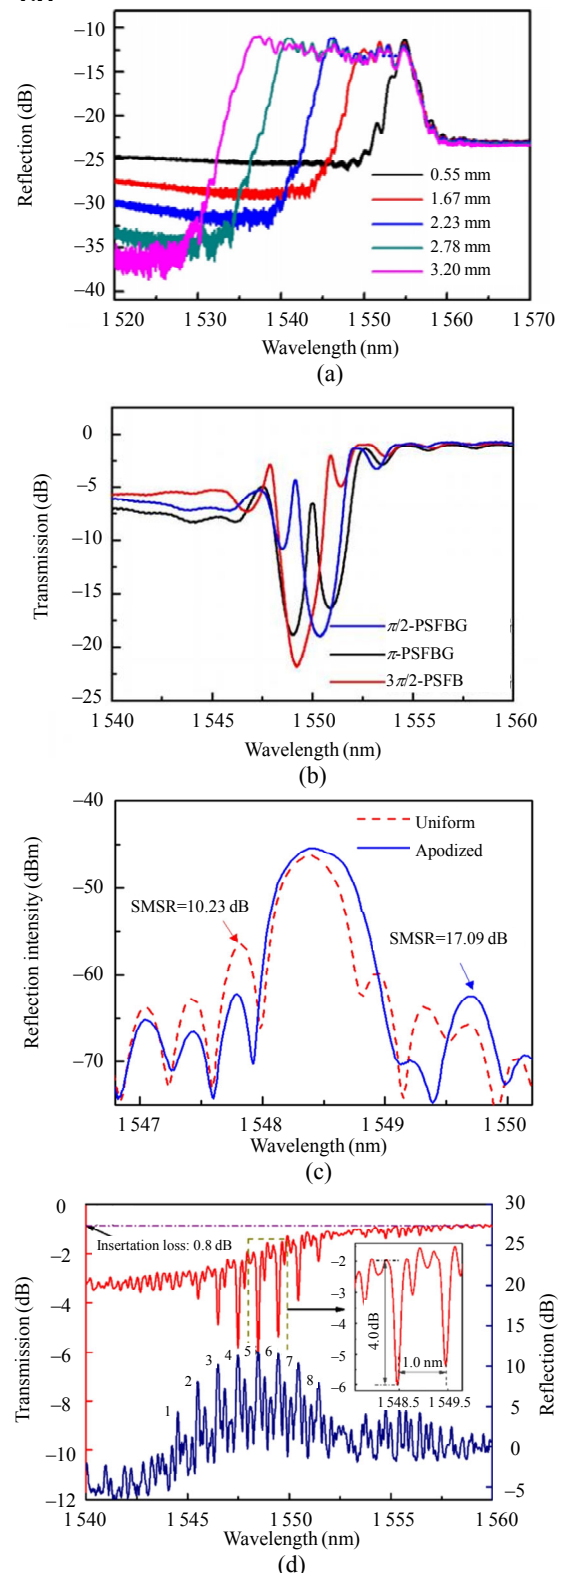 −10
−15
−20
−25
−30
−35
−40
Reflection (dB)
0.55 mm
1.67 mm
2.23 mm
2.78 mm
3.20 mm
1 520 1 530 1 540 1 550 1 560 1 570
Wavelength (nm)
(a)
0
−5
−10
−15
−20
−25
Transmission (dB)
π/2-PSFBG
π-PSFBG
3π/2-PSFB
1 540 1 545 1 550 1 555 1 560
Wavelength (nm)
(b)
−40
−50
−60
−70
Reflection intensity (dBm)
Uniform
Apodized
SMSR=10.23 dB
SMSR=17.09 dB
1 547 1 548 1 549 1 550
Wavelength (nm)
(c)
0
−2
−4
−6
−8
−10
−12
Transmission (dB)
30
25
20
15
10
5
0
−5
Reflection (dB)
Insertation loss: 0.8 dB
1 2 3 4 5 6 7 8
−2
−3
−4
−5
−6
4.0 dB
1.0 nm
1 548.5 1 549.5
1 540 1 545 1 550 1 555 1 560
Wavelength (nm)
(d)